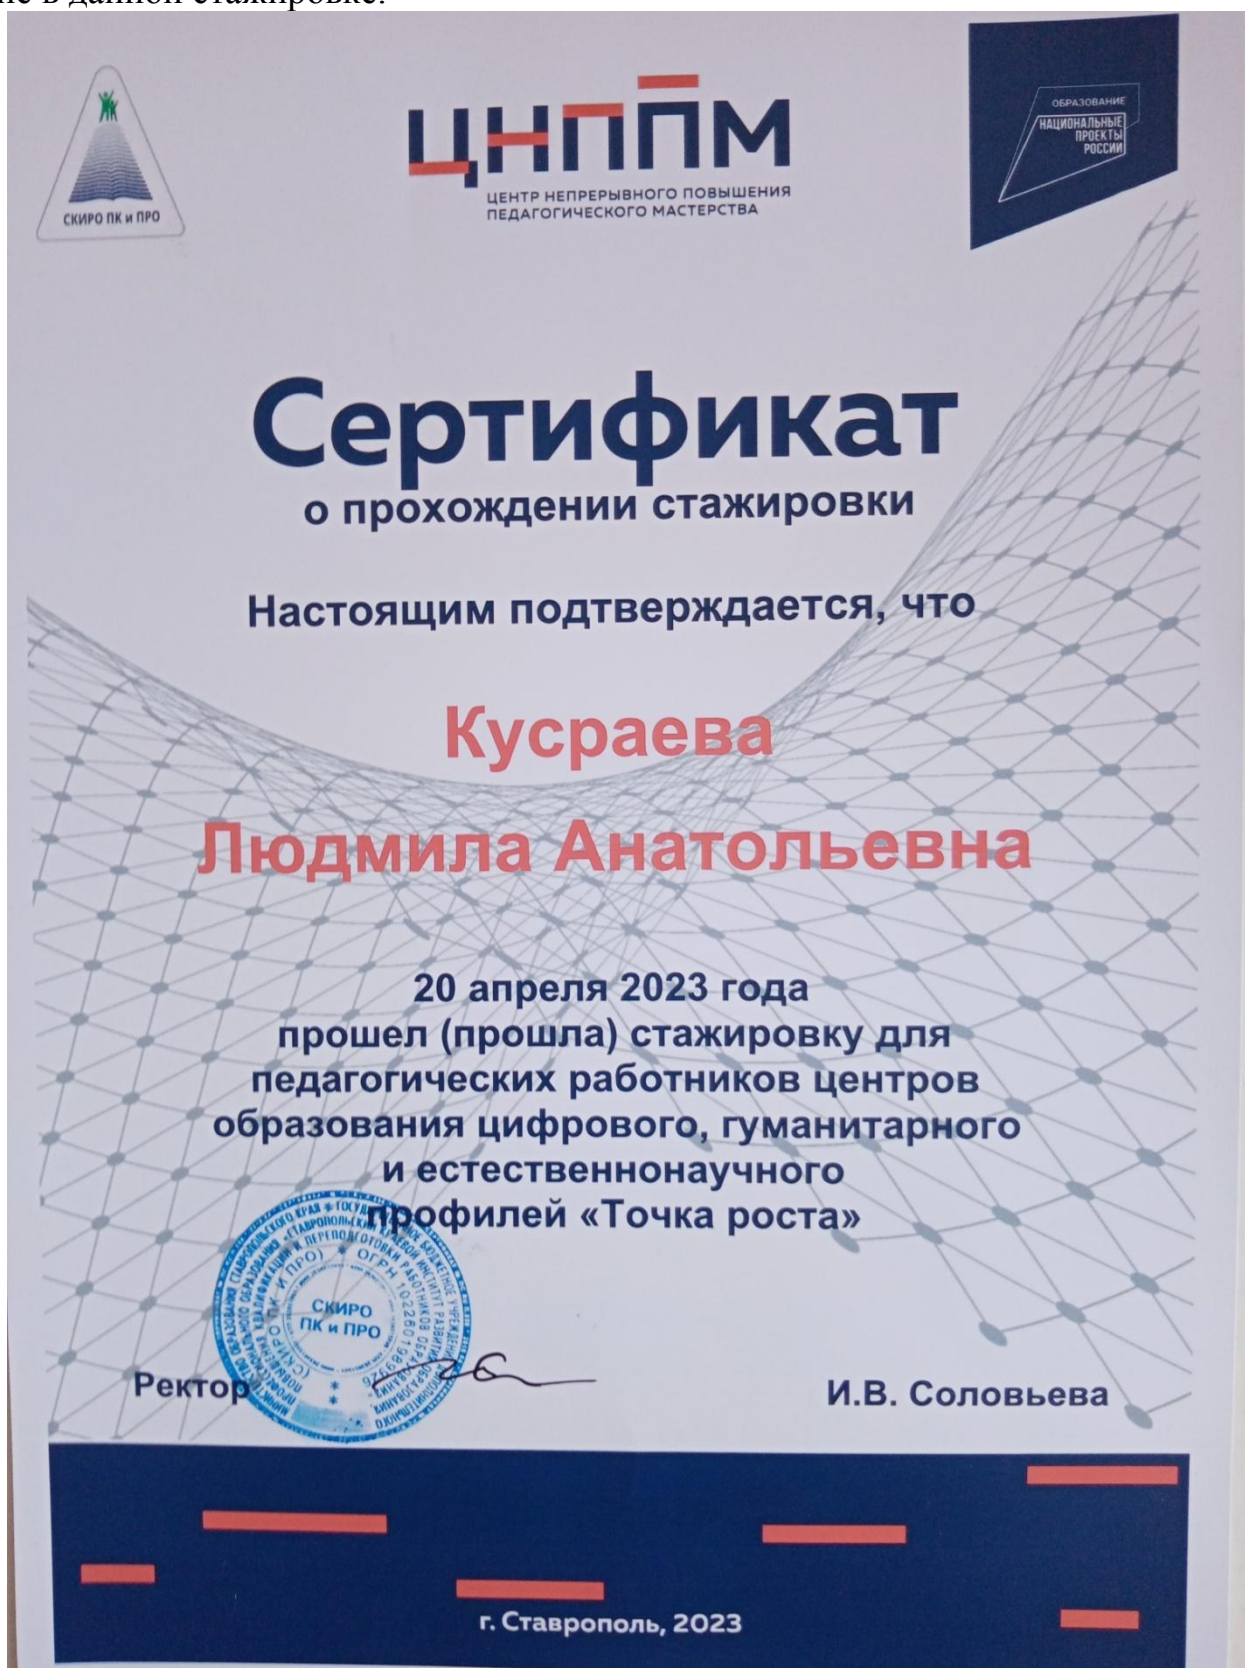 в данной стажировке.
СКИРО ПК и ПРО
ЦНППМ
ЦЕНТР НЕПРЕРЫВНОГО ПОВЫШЕНИЯ
ПЕДАГОГИЧЕСКОГО МАСТЕРСТВА
ОБРАЗОВАНИЕ
НАЦИОНАЛЬНЫЕ
ПРОЕКТЫ
РОССИИ
Сертификат
о прохождении стажировки
Настоящим подтверждается, что
Кусраева
Людмила Анатольевна
20 апреля 2023 года
прошел (прошла) стажировку для
педагогических работников центров
образования цифрового, гуманитарного
и естественнонаучного
профилей «Точка роста»
СКИРО
ПК и ПРО
Ректор
И.В. Соловьева
г. Ставрополь, 2023